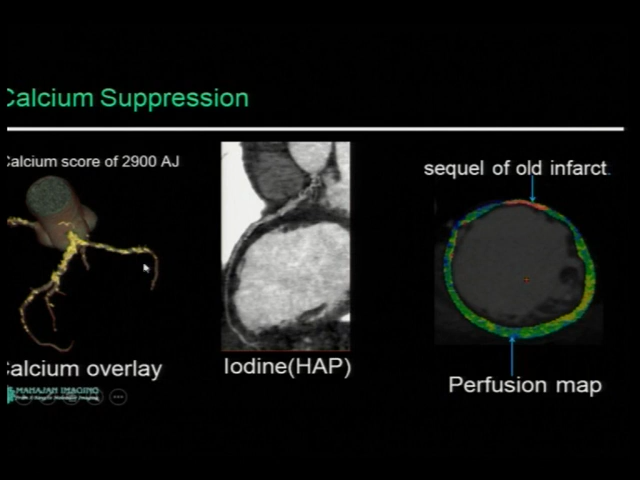 Calcium Suppression
Calcium score of 2900 AJ
sequel of old infarct
Calcium overlay
Iodine(HAP)
Perfusion map
MAHAJAN IMAGING